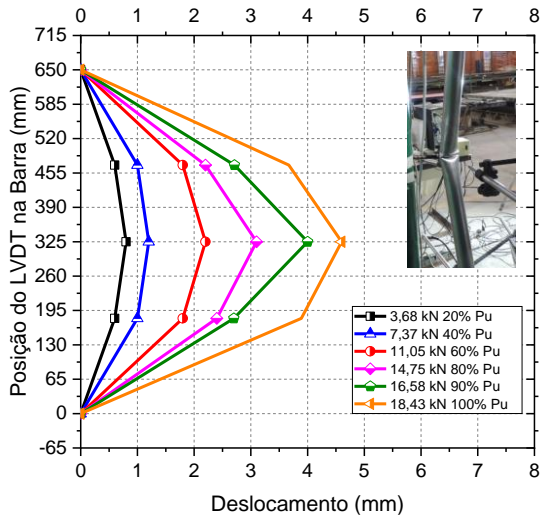 0 1 2 3 4 5 6 7 8
715
650
585
520
455
390
325
260
195
130
65
0
-65
Posição do LVDT na Barra (mm)
3,68 kN 20% Pu
7,37 kN 40% Pu
11,05 kN 60% Pu
14,75 kN 80% Pu
16,58 kN 90% Pu
18,43 kN 100% Pu
0 1 2 3 4 5 6 7 8
Deslocamento (mm)